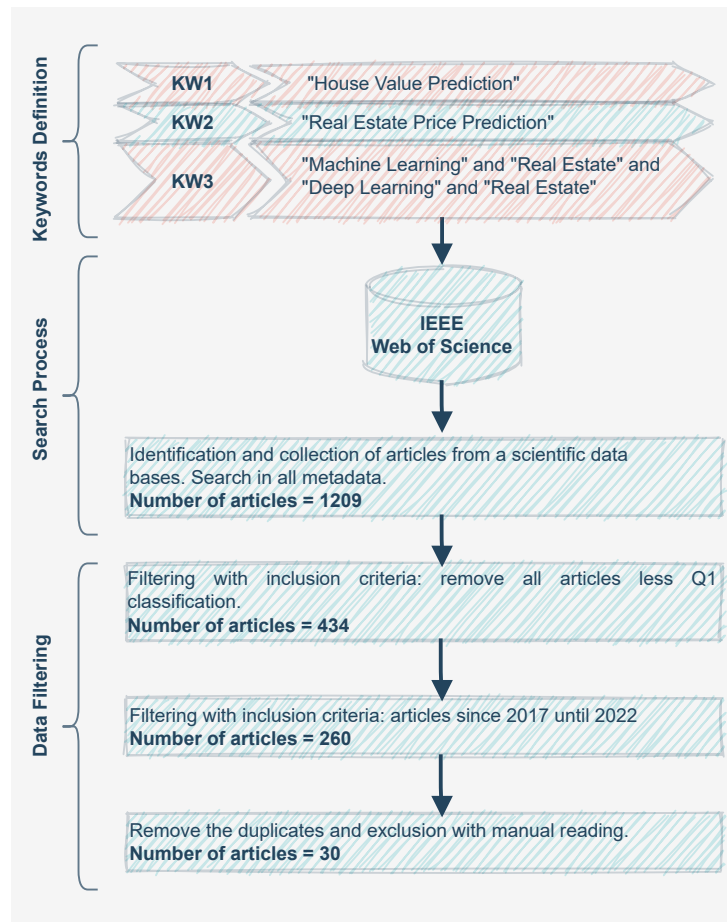 Keywords Definition
KW1
"House Value Prediction"
KW2
"Real Estate Price Prediction"
KW3
"Machine Learning" and "Real Estate" and
"Deep Learning" and "Real Estate"
Search Process
IEEE
Web of Science
Identification and collection of articles from a scientific data
bases. Search in all metadata.
Number of articles = 1209
Data Filtering
Filtering with inclusion criteria: remove all articles less Q1
classification.
Number of articles = 434
Filtering with inclusion criteria: articles since 2017 until 2022
Number of articles = 260
Remove the duplicates and exclusion with manual reading.
Number of articles = 30